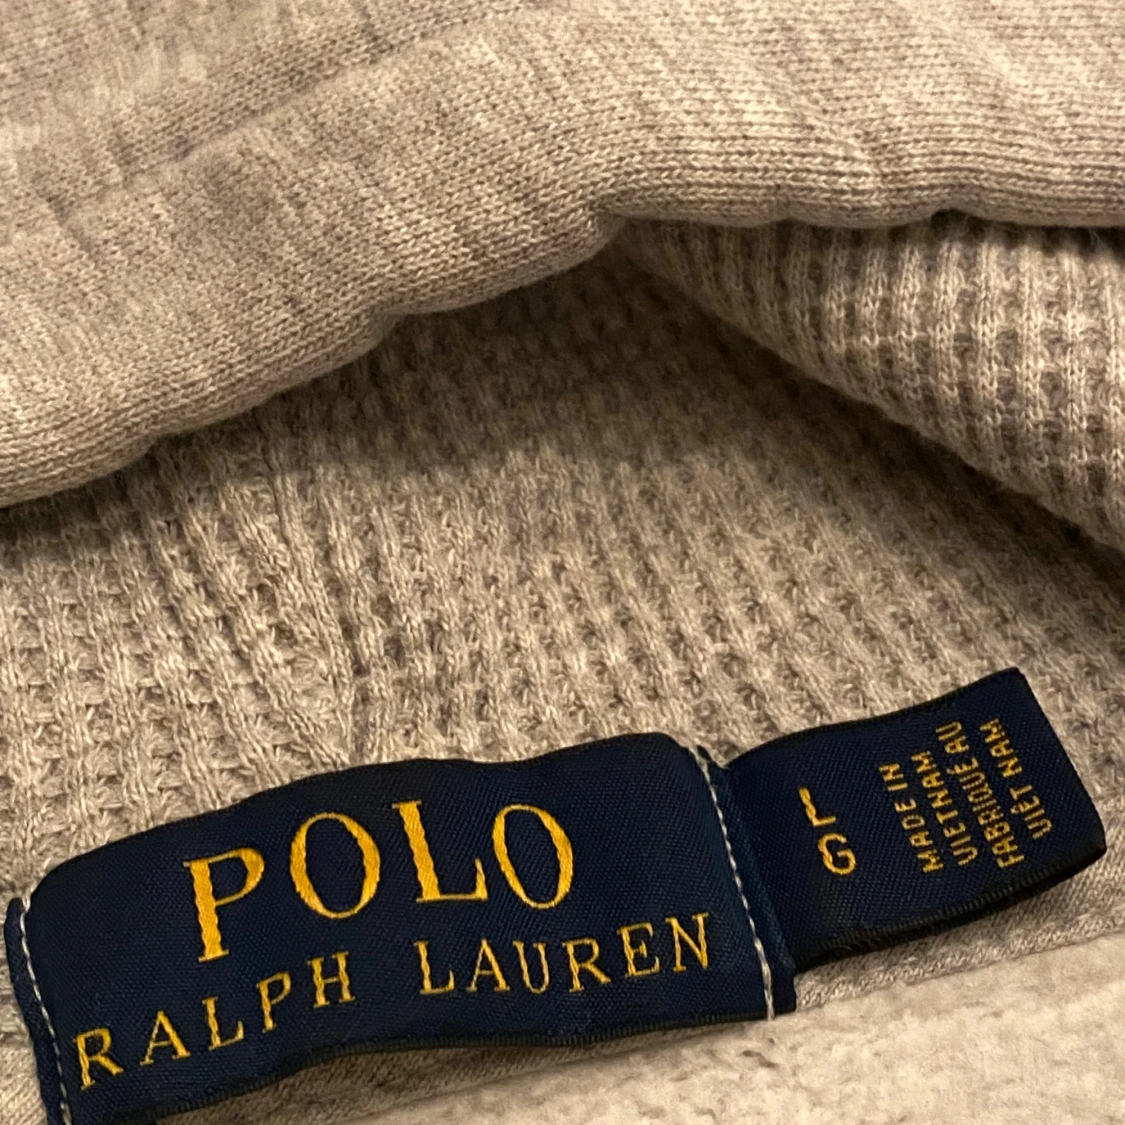 POLO
RALPH LAUREN
L
G
MADE IN
VIETNAM
FABRIQUÉ AU
VIÊT NAM